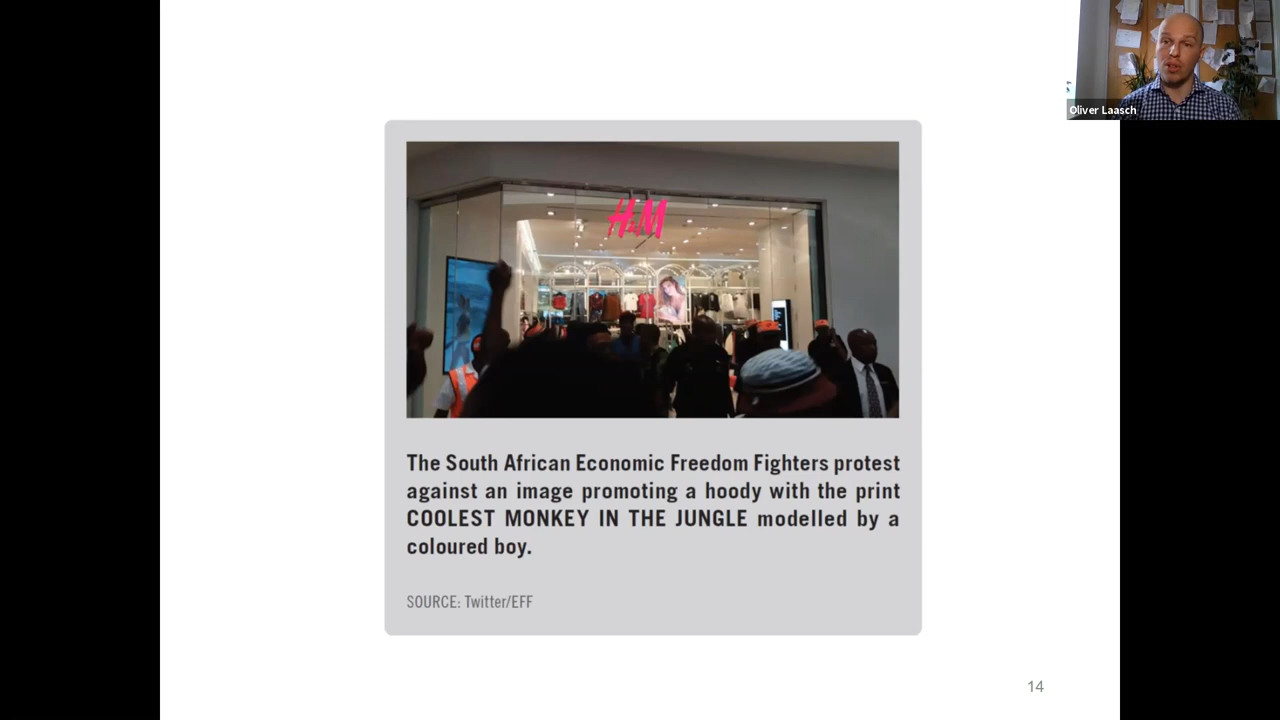 Oliver Laasch
H&M
The South African Economic Freedom Fighters protest
against an image promoting a hoody with the print
COOLEST MONKEY IN THE JUNGLE modelled by a
coloured boy.
SOURCE: Twitter/EFF
14